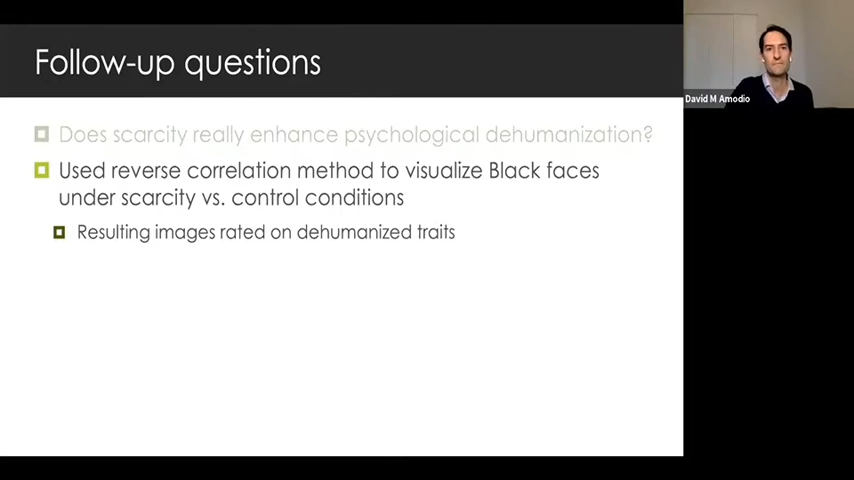 Follow-up questions
Does scarcity really enhance psychological dehumanization?
Used reverse correlation method to visualize Black faces
under scarcity vs. control conditions
Resulting images rated on dehumanized traits
David M Amodio